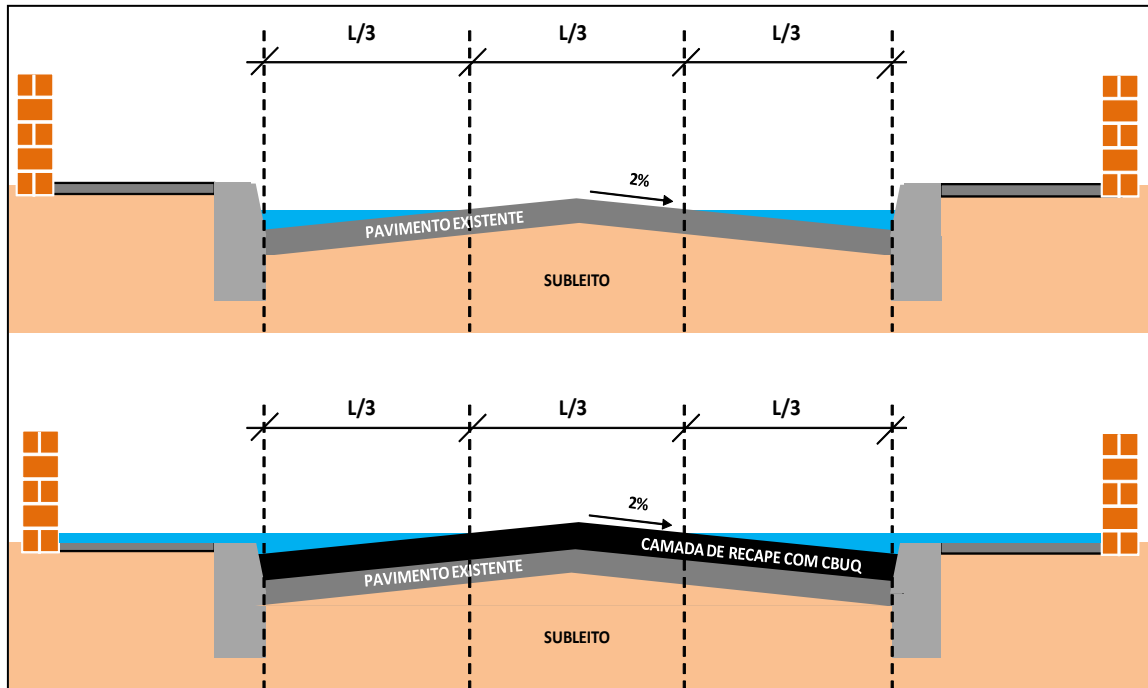 L/3
L/3
L/3
2%
PAVIMENTO EXISTENTE
SUBLEITO
L/3
L/3
L/3
2%
CAMADA DE RECAPE COM CBUQ
PAVIMENTO EXISTENTE
SUBLEITO